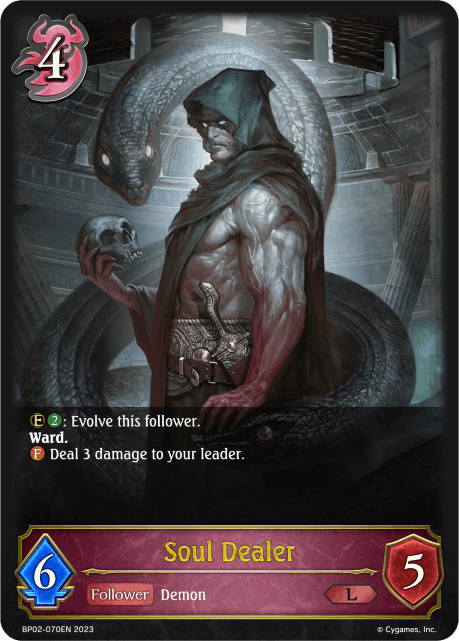 4
E 2: Evolve this follower.
Ward.
F Deal 3 damage to your leader.
Soul Dealer
6
Follower Demon
L
5
BP02-070EN 2023
© Cygames, Inc.